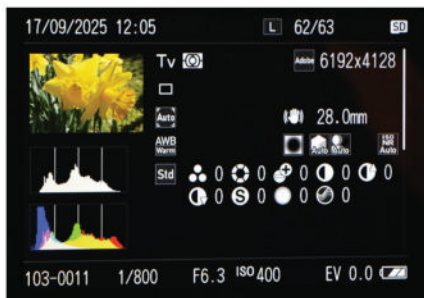 17/09/2025 12:05 L 62/63 SD
Tv Adobe 6192x4128
Auto 28.0mm
AWB Warm Auto Auto ISO NR Auto
Std 0 0 0 0 0
0 S 0 0 0
103-0011 1/800 F6.3 ISO 400 EV 0.0